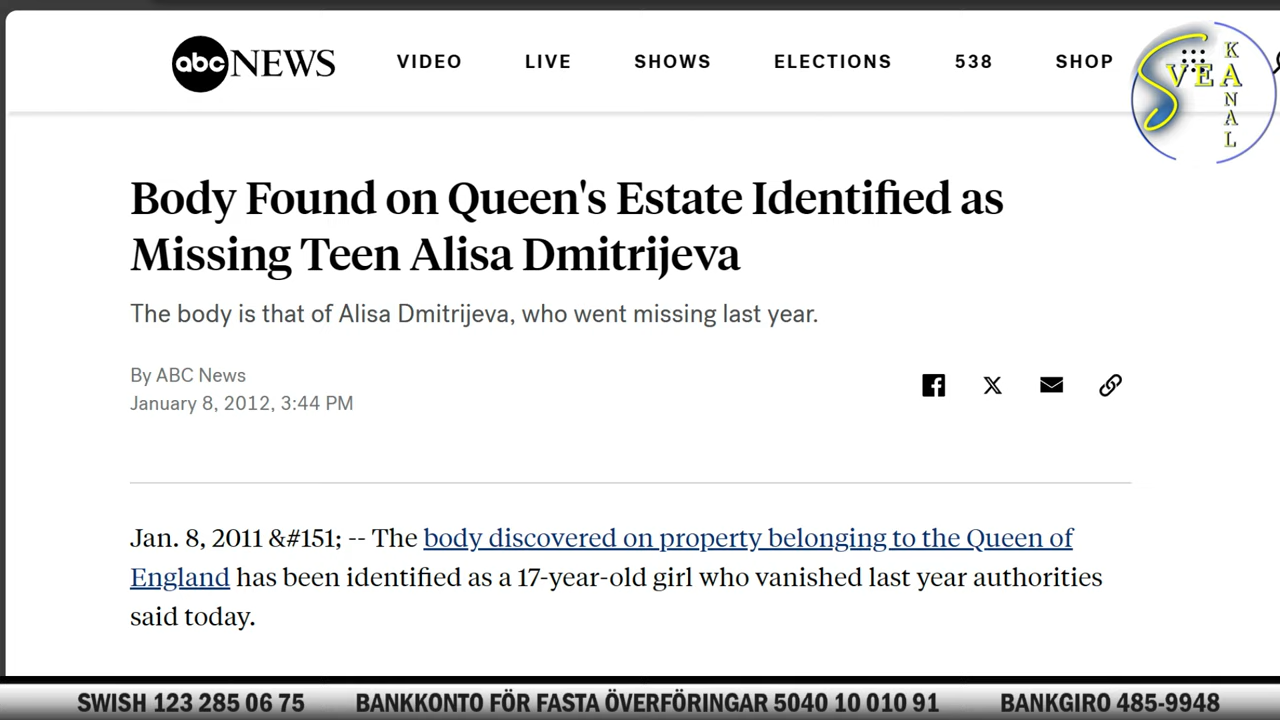 abc NEWS VIDEO LIVE SHOWS ELECTIONS 538 SHOP
SVEA KANAL
Body Found on Queen's Estate Identified as
Missing Teen Alisa Dmitrijeva
The body is that of Alisa Dmitrijeva, who went missing last year.
By ABC News
January 8, 2012, 3:44 PM
Jan. 8, 2011 &#151; -- The body discovered on property belonging to the Queen of
England has been identified as a 17-year-old girl who vanished last year authorities
said today.
SWISH 123 285 06 75 BANKKONTO FÖR FASTA ÖVERFÖRINGAR 5040 10 010 91 BANKGIRO 485-9948